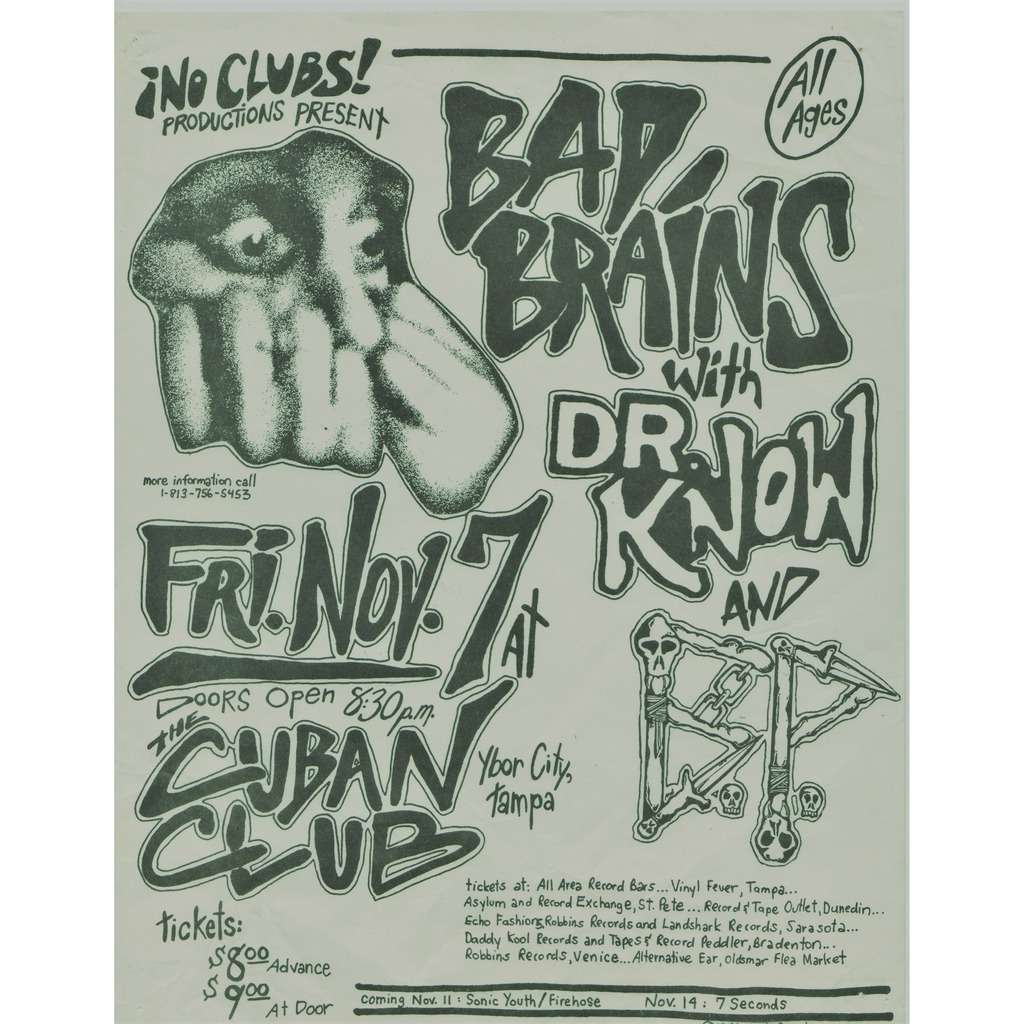 ¡NO CLUBS!
PRODUCTIONS PRESENT
All
Ages
BAD
BRAINS
with
DR.
KNOW
AND
more information call
1-813-756-5453
FRI. NOV. 7 AT
DOORS OPEN 8:30 p.m.
THE
CUBAN
CLUB
Ybor City,
Tampa
tickets at: All Area Record Bars... Vinyl Fever, Tampa...
Asylum and Record Exchange, St. Pete... Record & Tape Outlet, Dunedin...
Echo Fashions, Robbins Records and Landshark Records, Sarasota...
Daddy Kool Records and Tapes & Record Peddler, Bradenton...
Robbins Records, Venice... Alternative Ear, Oldsmar Flea Market
tickets:
$8.00 Advance
$9.00 At Door
coming Nov. 11 : Sonic Youth/Firehose Nov. 14 : 7 Seconds